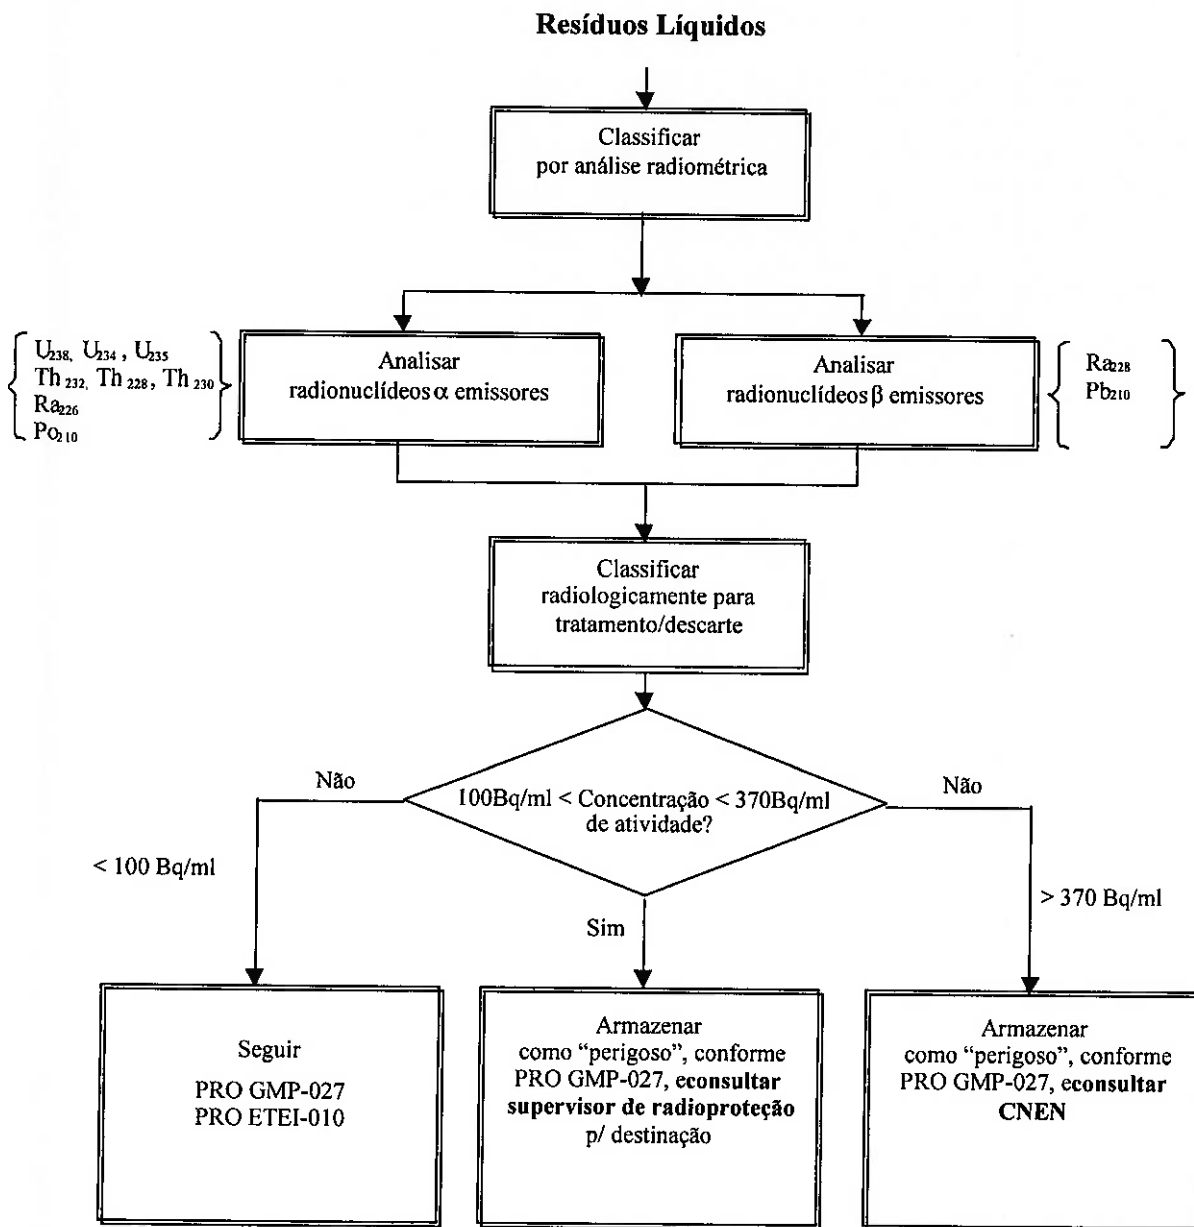 Resíduos Líquidos
Classificar
por análise radiométrica
U238, U234 , U235
Th 232, Th 228, Th 230
Ra226
Po210
Analisar
radionuclídeos α emissores
Analisar
radionuclídeos β emissores
Ra228
Pb210
Classificar
radiologicamente para
tratamento/descarte
Não
100Bq/ml < Concentração < 370Bq/ml
de atividade?
Não
< 100 Bq/ml
Sim
> 370 Bq/ml
Seguir
PRO GMP-027
PRO ETEI-010
Armazenar
como “perigoso”, conforme
PRO GMP-027, econsultar
supervisor de radioproteção
p/ destinação
Armazenar
como “perigoso”, conforme
PRO GMP-027, econsultar
CNEN